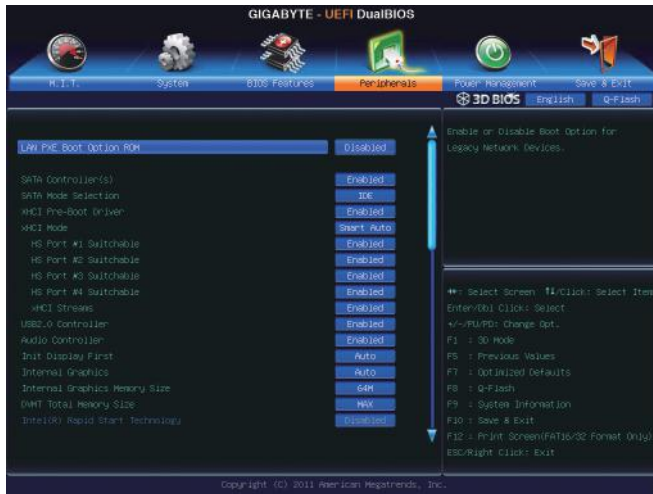 GIGABYTE - UEFI DualBIOS
M.I.T.
System
BIOS Features
Peripherals
Power Management
Save & Exit
3D BIOS
English
Q-Flash
LAN PXE Boot Option ROM Disabled
SATA Controller(s) Enabled
SATA Mode Selection IDE
XHCI Pre-Boot Driver Enabled
xHCI Mode Smart Auto
HS Port #1 Switchable Enabled
HS Port #2 Switchable Enabled
HS Port #3 Switchable Enabled
HS Port #4 Switchable Enabled
xHCI Streams Enabled
USB2.0 Controller Enabled
Audio Controller Enabled
Init Display First Auto
Internal Graphics Auto
Internal Graphics Memory Size 64M
DVMT Total Memory Size MAX
Intel(R) Rapid Start Technology Disabled
Enable or Disable Boot Option for
Legacy Network Devices.
↔: Select Screen ↑↓/Click: Select Item
Enter/Dbl Click: Select
+/-/PU/PD: Change Opt.
F1 : 3D Mode
F5 : Previous Values
F7 : Optimized Defaults
F8 : Q-Flash
F9 : System Information
F10 : Save & Exit
F12 : Print Screen(FAT16/32 Format Only)
ESC/Right Click: Exit
Copyright (C) 2011 American Megatrends, Inc.